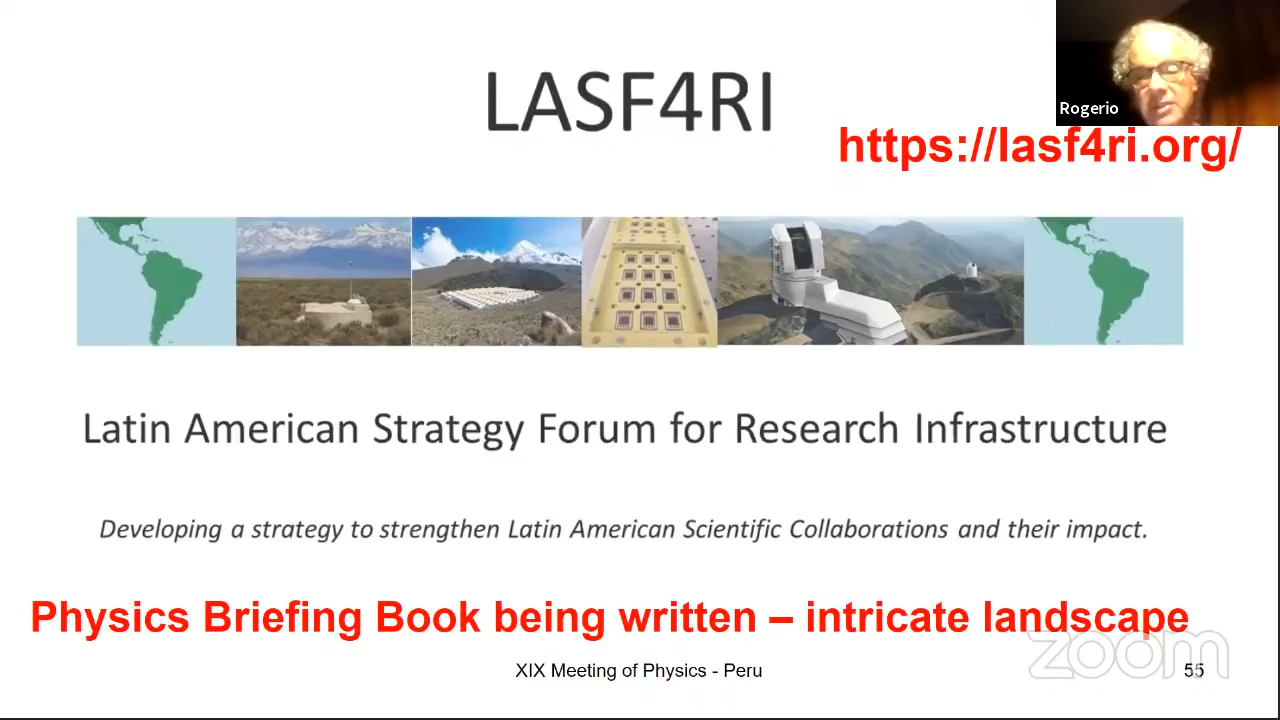 LASF4RI
Rogerio
https://lasf4ri.org/
Latin American Strategy Forum for Research Infrastructure
Developing a strategy to strengthen Latin American Scientific Collaborations and their impact.
Physics Briefing Book being written – intricate landscape
zoom
XIX Meeting of Physics - Peru
55